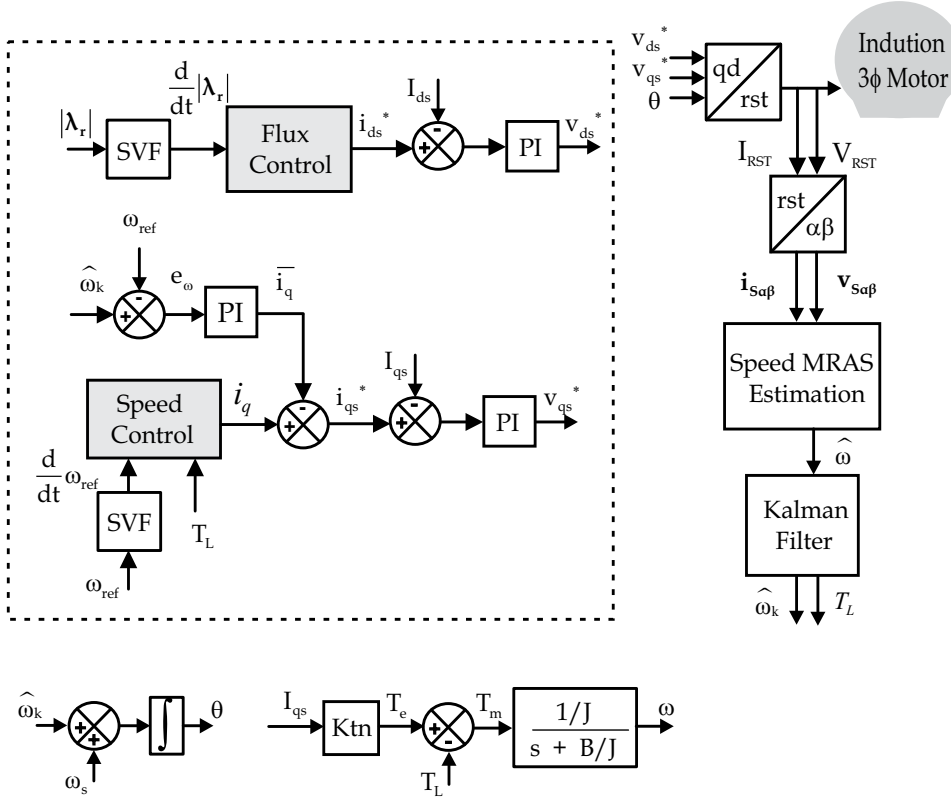 |λr|
SVF
d/dt |λr|
Flux
Control
ids*
Ids
-
+
PI
vds*
ωref
ω̂k
-
+
eω
PI
i̅q
Speed
Control
iq
-
+
iqs*
Iqs
-
+
PI
vqs*
d/dt ωref
SVF
ωref
TL
vds*
vqs*
θ
qd
rst
Indution
3ϕ Motor
IRST
VRST
rst
αβ
iSαβ
vSαβ
Speed MRAS
Estimation
ω̂
Kalman
Filter
ω̂k
TL
ω̂k
+
+
ωs
∫
θ
Iqs
Ktn
Te
+
-
TL
Tm
1/J
s + B/J
ω